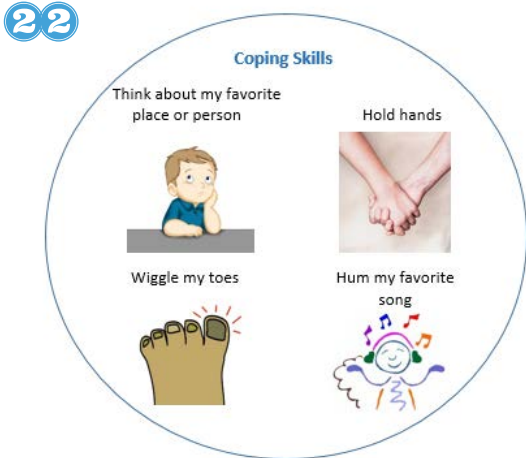 22
Coping Skills
Think about my favorite
place or person
Hold hands
Wiggle my toes
Hum my favorite
song